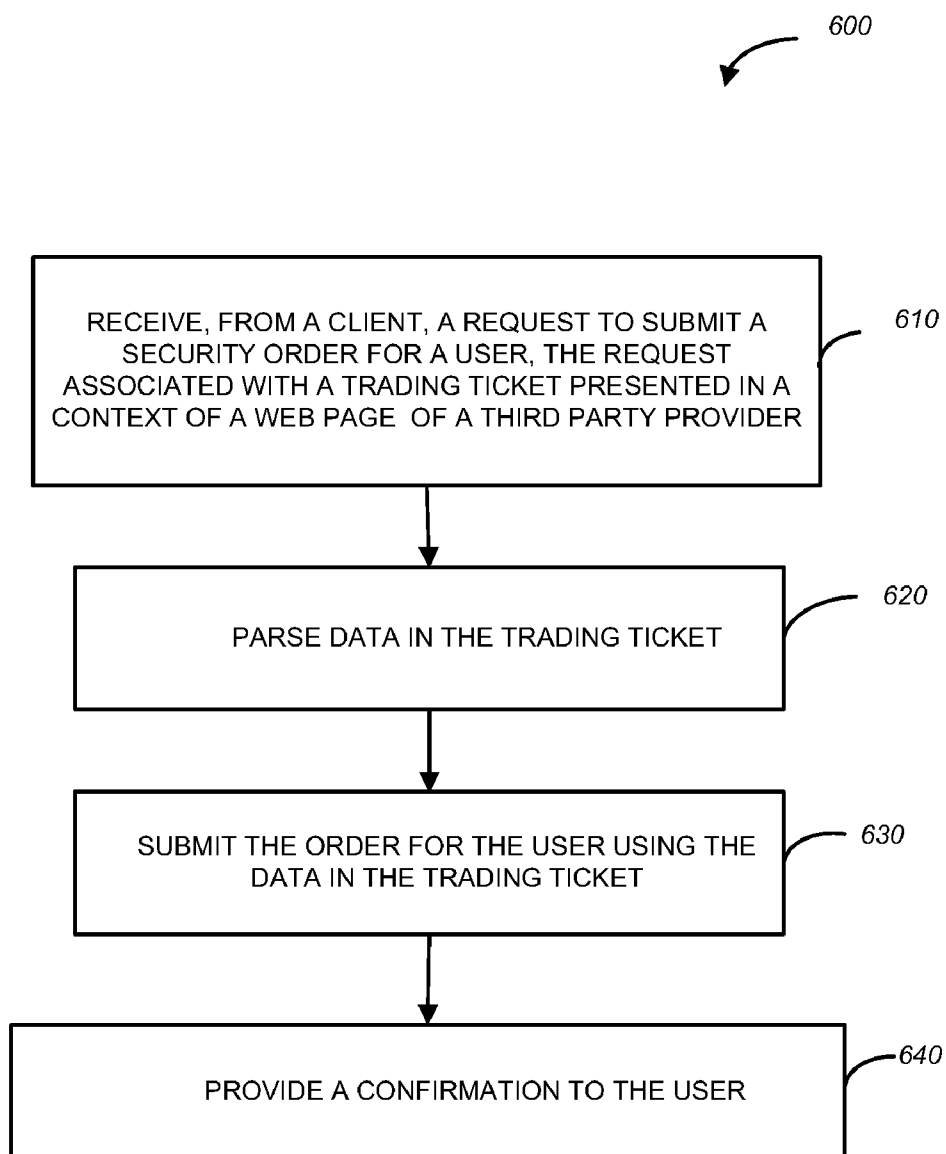 600
RECEIVE, FROM A CLIENT, A REQUEST TO SUBMIT A
SECURITY ORDER FOR A USER, THE REQUEST
ASSOCIATED WITH A TRADING TICKET PRESENTED IN A
CONTEXT OF A WEB PAGE OF A THIRD PARTY PROVIDER
610
PARSE DATA IN THE TRADING TICKET
620
SUBMIT THE ORDER FOR THE USER USING THE
DATA IN THE TRADING TICKET
630
PROVIDE A CONFIRMATION TO THE USER
640